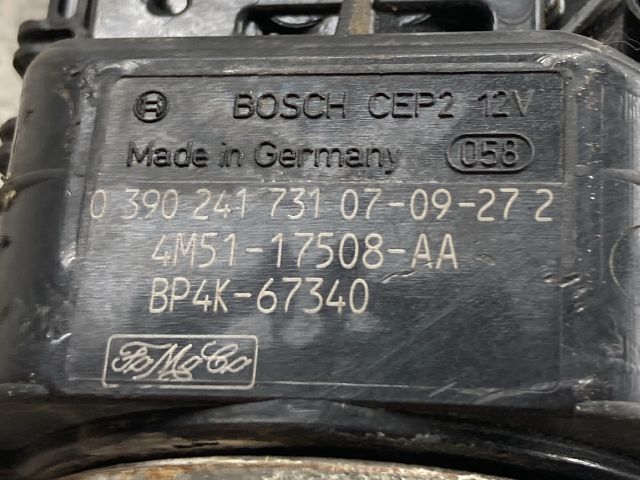 BOSCH CEP2 12V
Made in Germany 058
0 390 241 731 07-09-27 2
4M51-17508-AA
BP4K-67340
FoMoCo